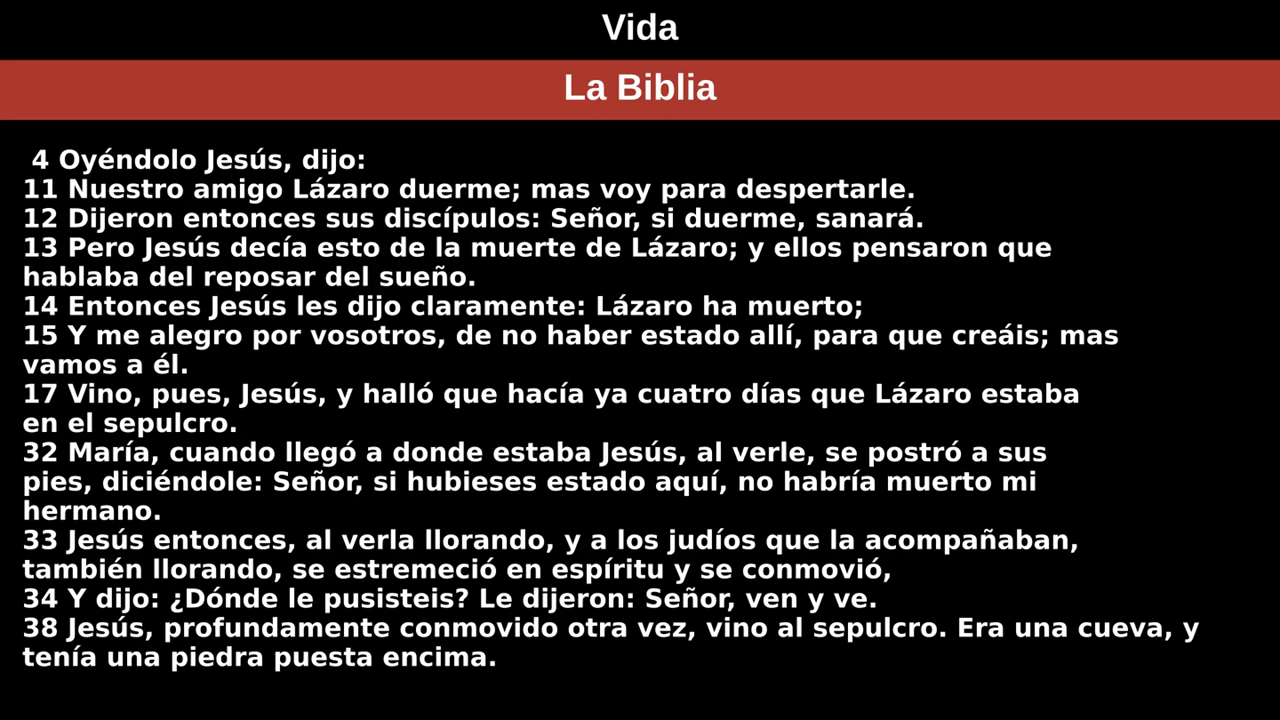 Vida
La Biblia
4 Oyéndolo Jesús, dijo:
11 Nuestro amigo Lázaro duerme; mas voy para despertarle.
12 Dijeron entonces sus discípulos: Señor, si duerme, sanará.
13 Pero Jesús decía esto de la muerte de Lázaro; y ellos pensaron que
hablaba del reposar del sueño.
14 Entonces Jesús les dijo claramente: Lázaro ha muerto;
15 Y me alegro por vosotros, de no haber estado allí, para que creáis; mas
vamos a él.
17 Vino, pues, Jesús, y halló que hacía ya cuatro días que Lázaro estaba
en el sepulcro.
32 María, cuando llegó a donde estaba Jesús, al verle, se postró a sus
pies, diciéndole: Señor, si hubieses estado aquí, no habría muerto mi
hermano.
33 Jesús entonces, al verla llorando, y a los judíos que la acompañaban,
también llorando, se estremeció en espíritu y se conmovió,
34 Y dijo: ¿Dónde le pusisteis? Le dijeron: Señor, ven y ve.
38 Jesús, profundamente conmovido otra vez, vino al sepulcro. Era una cueva, y
tenía una piedra puesta encima.